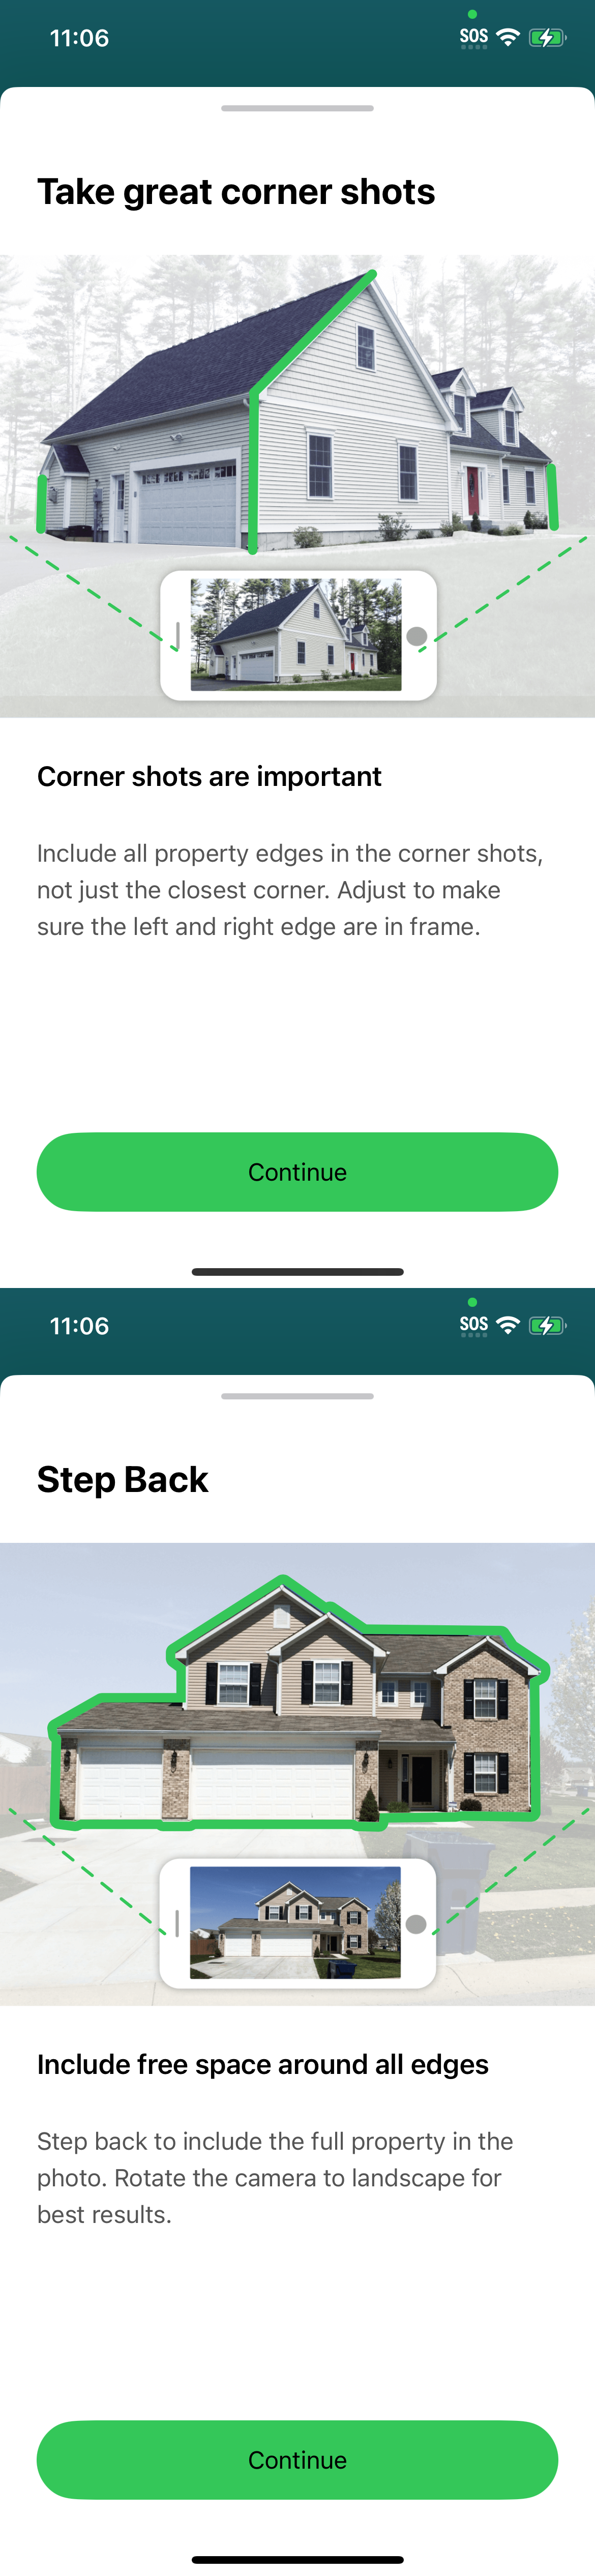 11:06
SOS
Take great corner shots
Corner shots are important
Include all property edges in the corner shots,
not just the closest corner. Adjust to make
sure the left and right edge are in frame.
Continue
11:06
SOS
Step Back
Include free space around all edges
Step back to include the full property in the
photo. Rotate the camera to landscape for
best results.
Continue